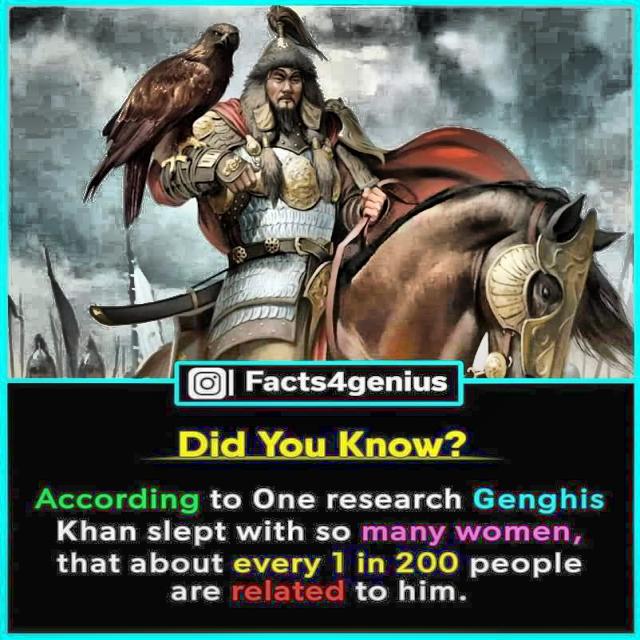 Facts4genius
Did You Know?
According to One research Genghis
Khan slept with so many women,
that about every 1 in 200 people
are related to him.